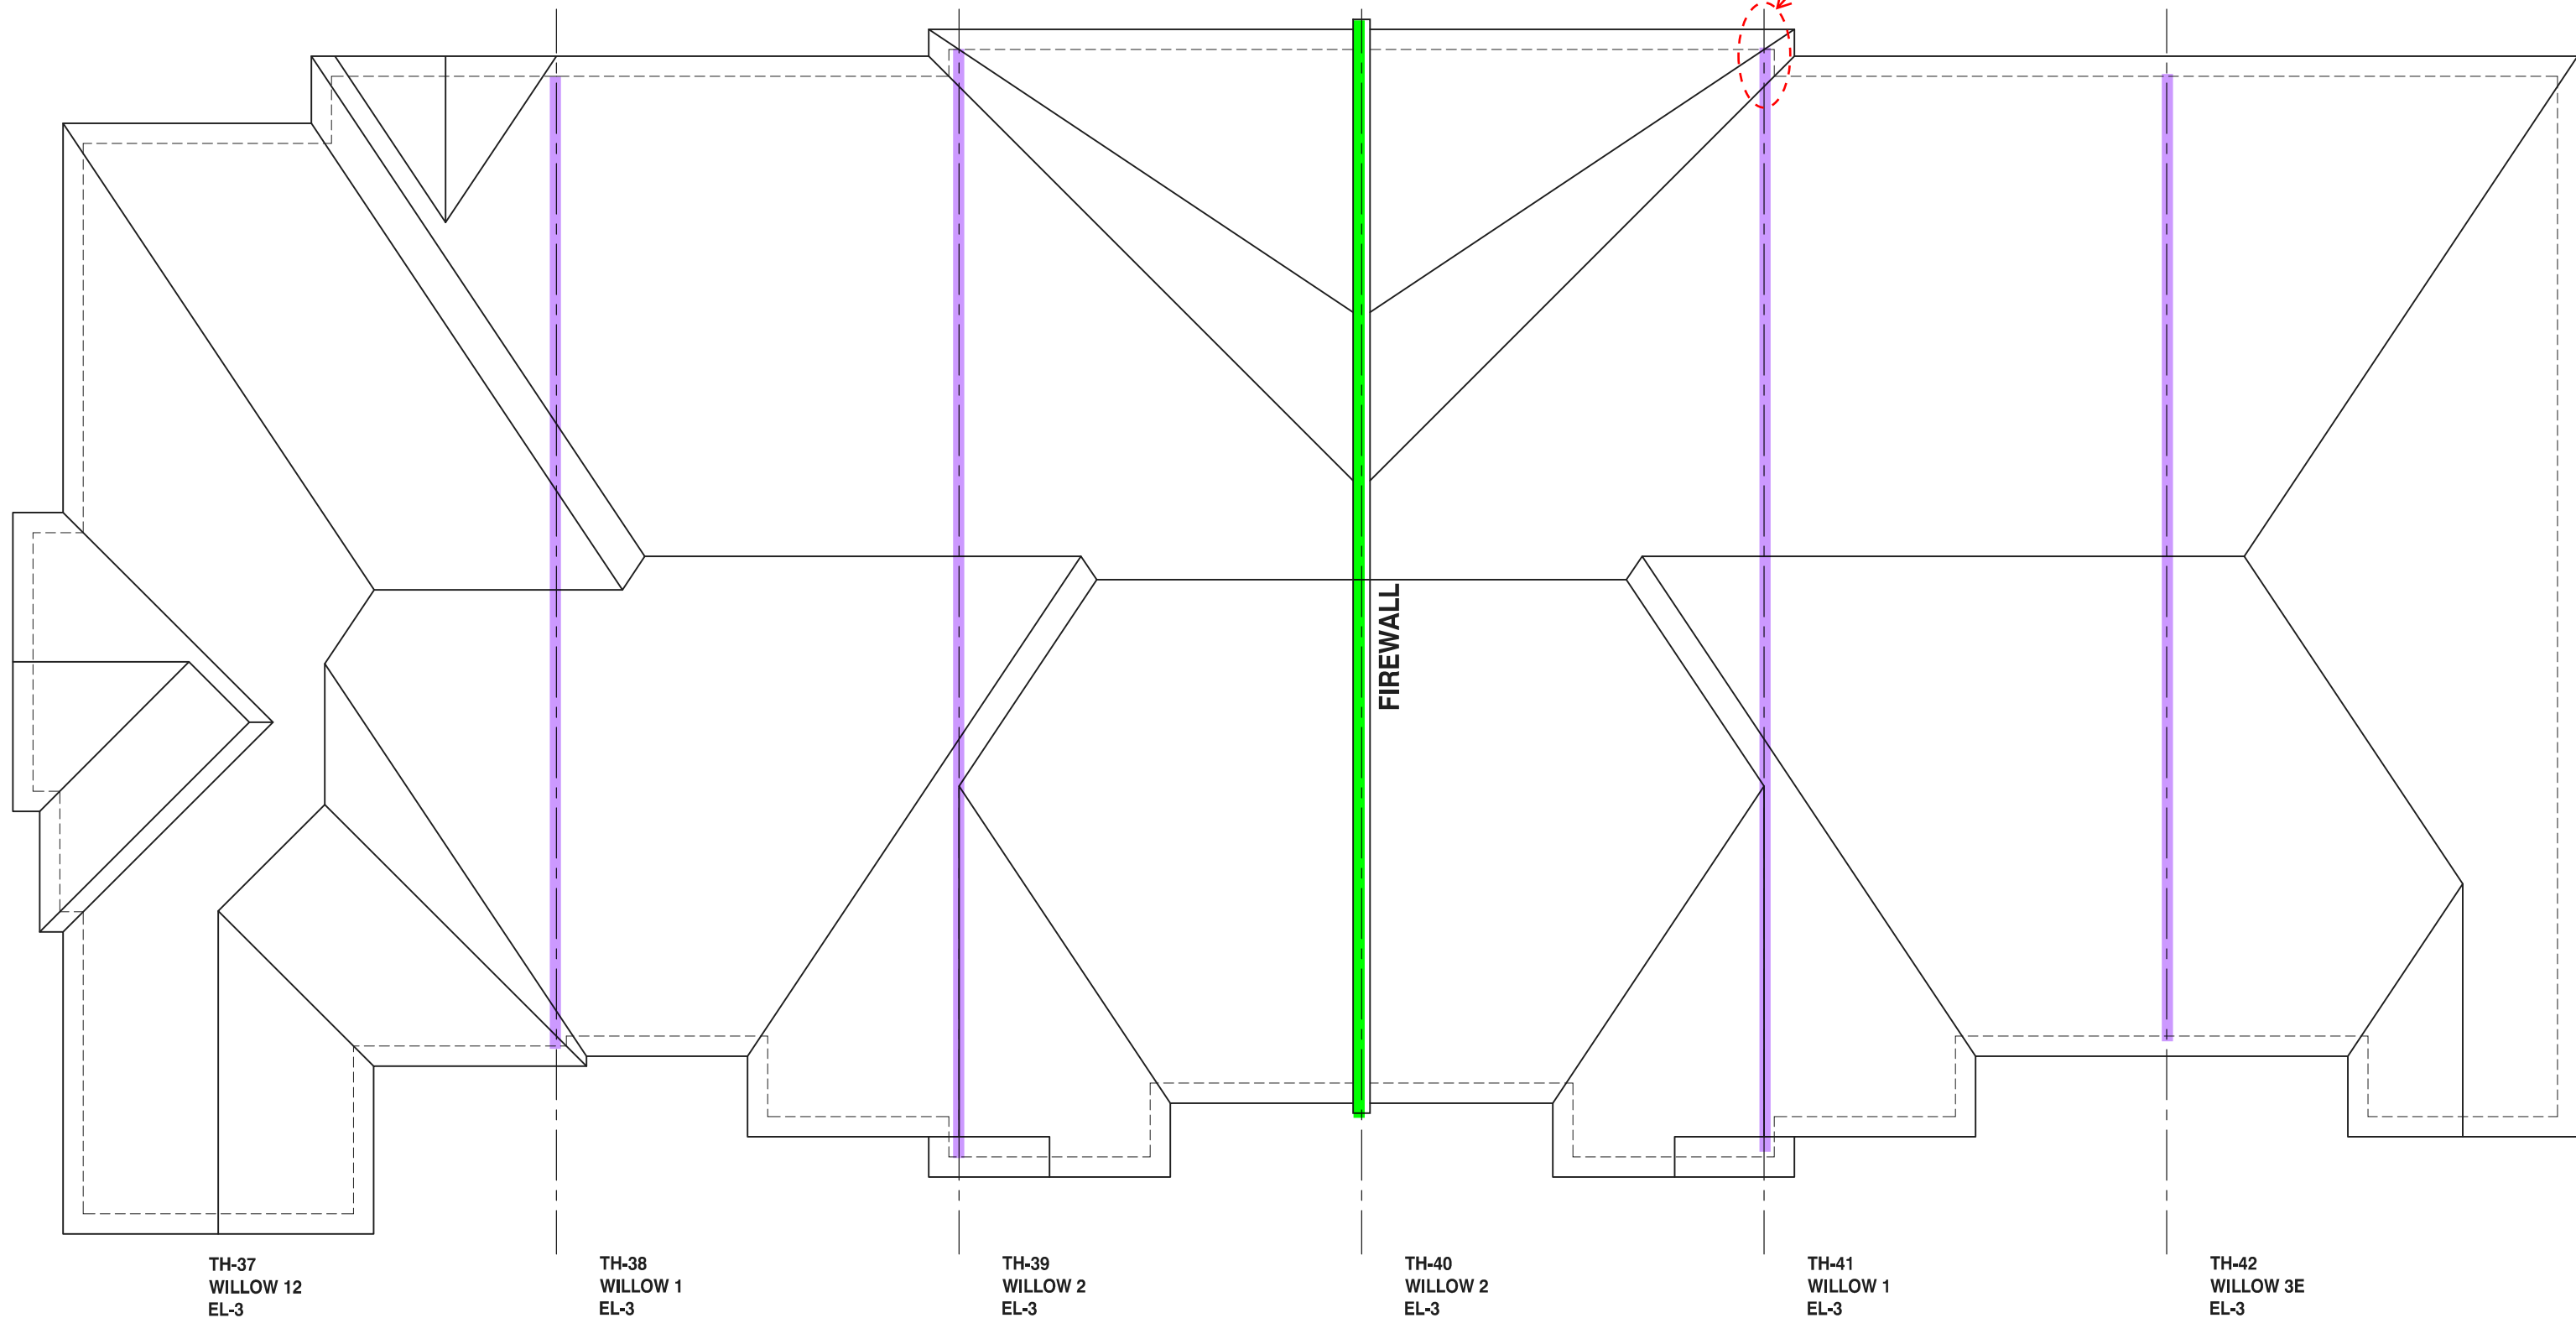 FIREWALL
TH-37
WILLOW 12
EL-3
TH-38
WILLOW 1
EL-3
TH-39
WILLOW 2
EL-3
TH-40
WILLOW 2
EL-3
TH-41
WILLOW 1
EL-3
TH-42
WILLOW 3E
EL-3